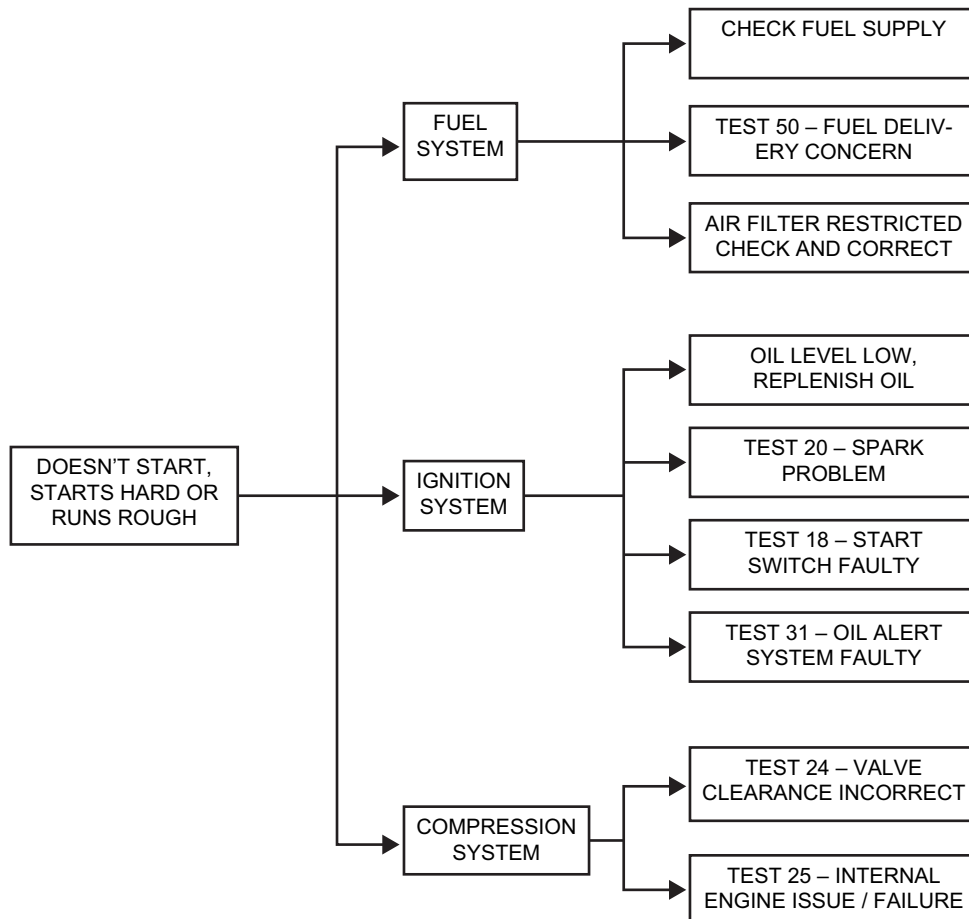 DOESN'T START,
STARTS HARD OR
RUNS ROUGH
FUEL
SYSTEM
CHECK FUEL SUPPLY
TEST 50 – FUEL DELIV-
ERY CONCERN
AIR FILTER RESTRICTED
CHECK AND CORRECT
IGNITION
SYSTEM
OIL LEVEL LOW,
REPLENISH OIL
TEST 20 – SPARK
PROBLEM
TEST 18 – START
SWITCH FAULTY
TEST 31 – OIL ALERT
SYSTEM FAULTY
COMPRESSION
SYSTEM
TEST 24 – VALVE
CLEARANCE INCORRECT
TEST 25 – INTERNAL
ENGINE ISSUE / FAILURE